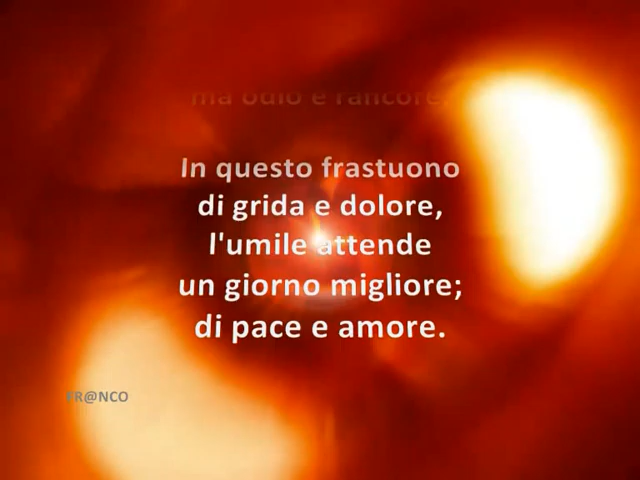 ma odio e rancore.
In questo frastuono
di grida e dolore,
l'umile attende
un giorno migliore;
di pace e amore.
FR@NCO